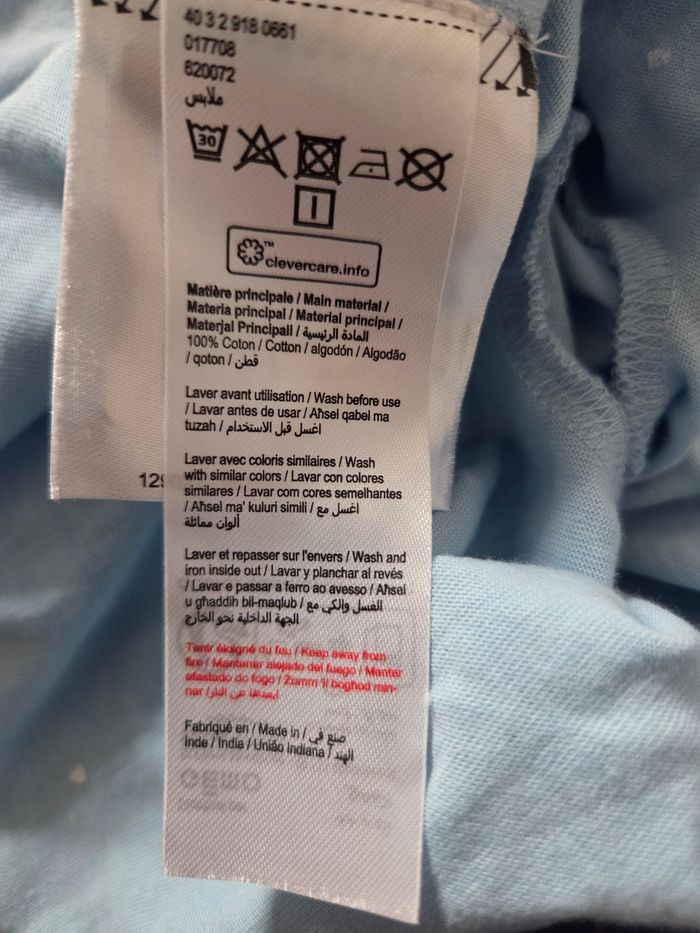 40 3 2 918 0661
017708
620072
ملابس
30
clevercare.info
Matière principale / Main material /
Materia principal / Material principal /
Materjal Principali / المادة الرئيسية
100% Coton / Cotton / algodón / Algodão
/ qoton / قطن
Laver avant utilisation / Wash before use
/ Lavar antes de usar / Aħsel qabel ma
tuzah / اغسل قبل الاستخدام
Laver avec coloris similaires / Wash
with similar colors / Lavar con colores
similares / Lavar com cores semelhantes
/ Aħsel ma' kuluri simili / اغسل مع
ألوان مماثلة
Laver et repasser sur l'envers / Wash and
iron inside out / Lavar y planchar al revés
/ Lavar e passar a ferro ao avesso / Aħsel
u għaddih bil-maqlub / الغسل والكي مع
الجهة الداخلية نحو الخارج
Tenir éloigné du feu / Keep away from
fire / Mantener alejado del fuego / Manter
afastado do fogo / Żomm 'il bogħod min-
nar / ابعدها عن النار
Fabriqué en / Made in / صنع في
Inde / India / União Indiana / الهند
129